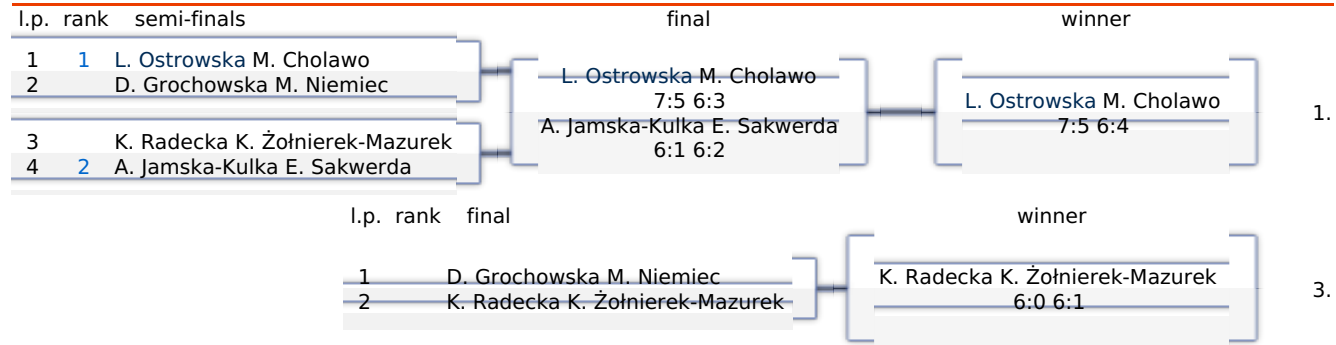 l.p. rank semi-finals final winner
1 1 L. Ostrowska M. Cholawo
2 D. Grochowska M. Niemiec
3 K. Radecka K. Żołnierek-Mazurek
4 2 A. Jamska-Kulka E. Sakwerda
L. Ostrowska M. Cholawo
7:5 6:3
A. Jamska-Kulka E. Sakwerda
6:1 6:2
L. Ostrowska M. Cholawo
7:5 6:4
1.
l.p. rank final winner
1 D. Grochowska M. Niemiec
2 K. Radecka K. Żołnierek-Mazurek
K. Radecka K. Żołnierek-Mazurek
6:0 6:1
3.